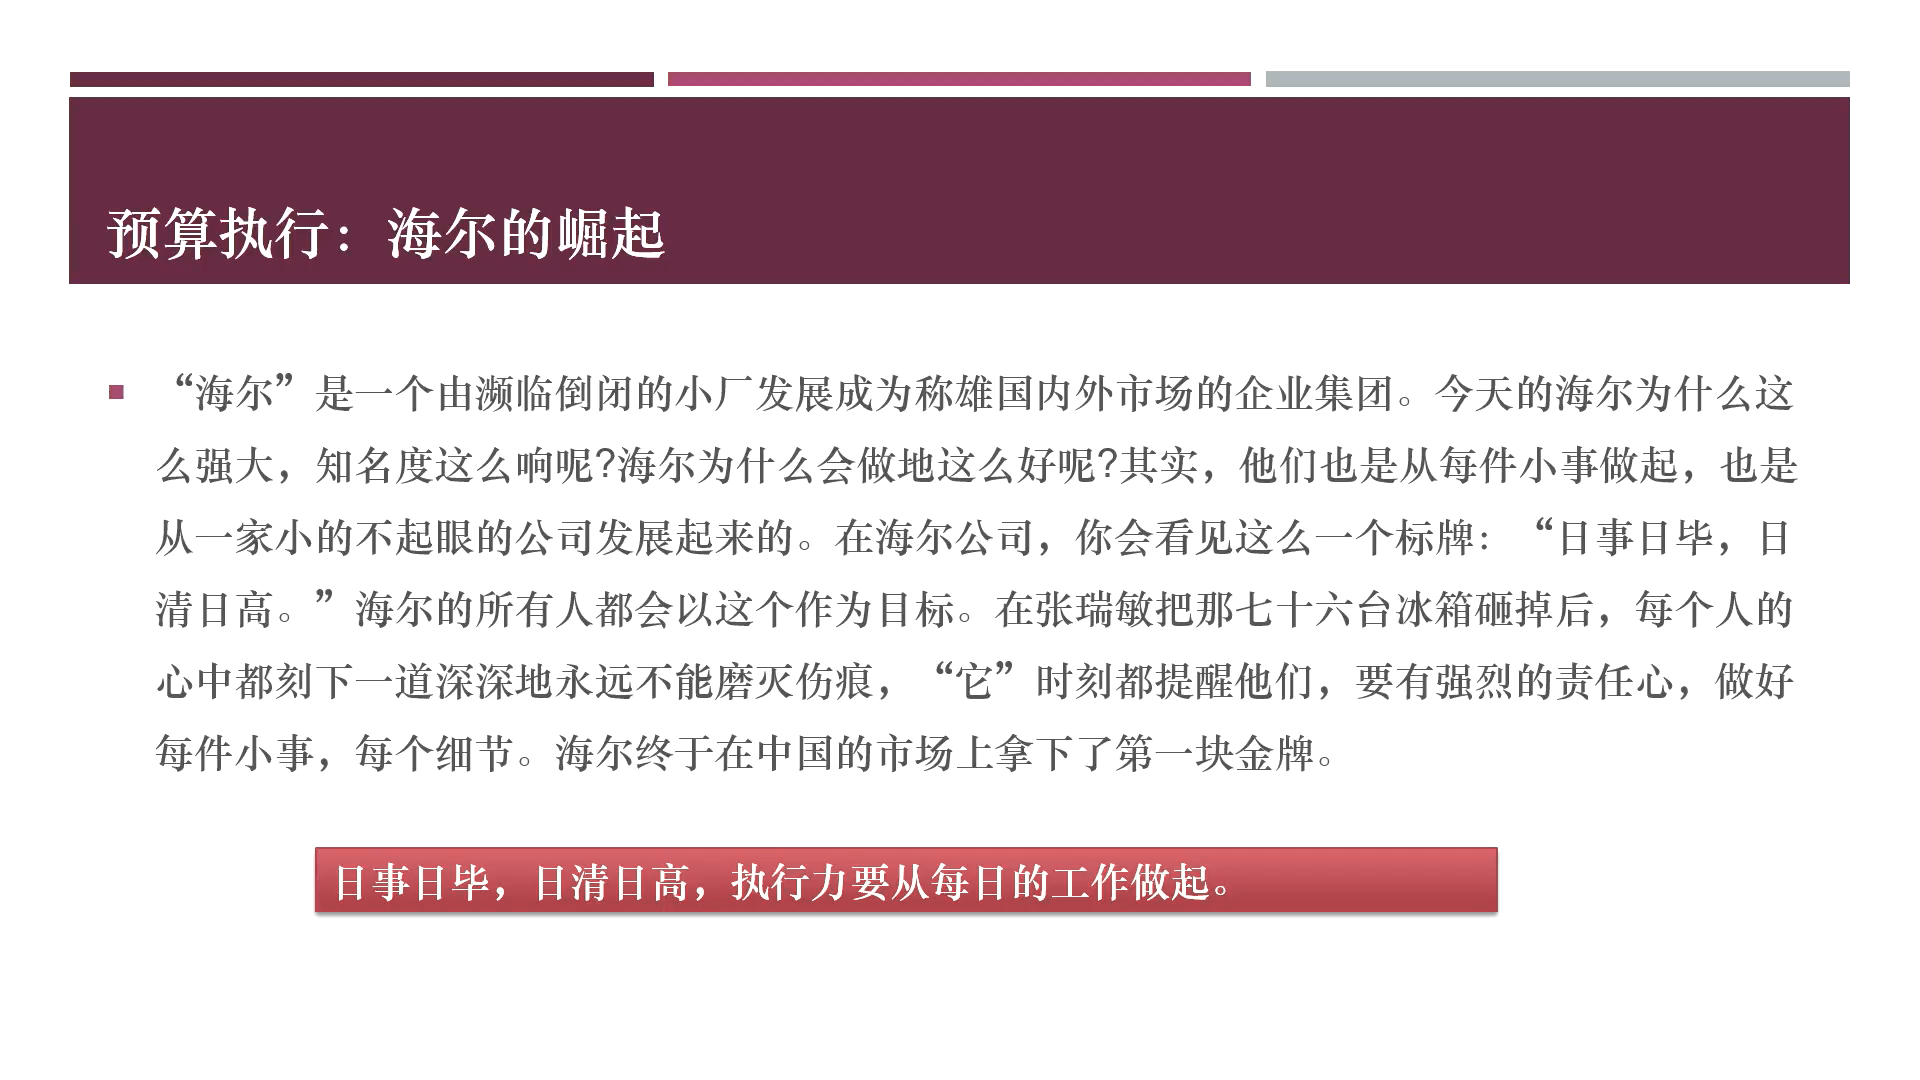 预算执行：海尔的崛起
“海尔”是一个由濒临倒闭的小厂发展成为称雄国内外市场的企业集团。今天的海尔为什么这
么强大，知名度这么响呢?海尔为什么会做地这么好呢?其实，他们也是从每件小事做起，也是
从一家小的不起眼的公司发展起来的。在海尔公司，你会看见这么一个标牌：“日事日毕，日
清日高。”海尔的所有人都会以这个作为目标。在张瑞敏把那七十六台冰箱砸掉后，每个人的
心中都刻下一道深深地永远不能磨灭伤痕，“它”时刻都提醒他们，要有强烈的责任心，做好
每件小事，每个细节。海尔终于在中国的市场上拿下了第一块金牌。
日事日毕，日清日高，执行力要从每日的工作做起。